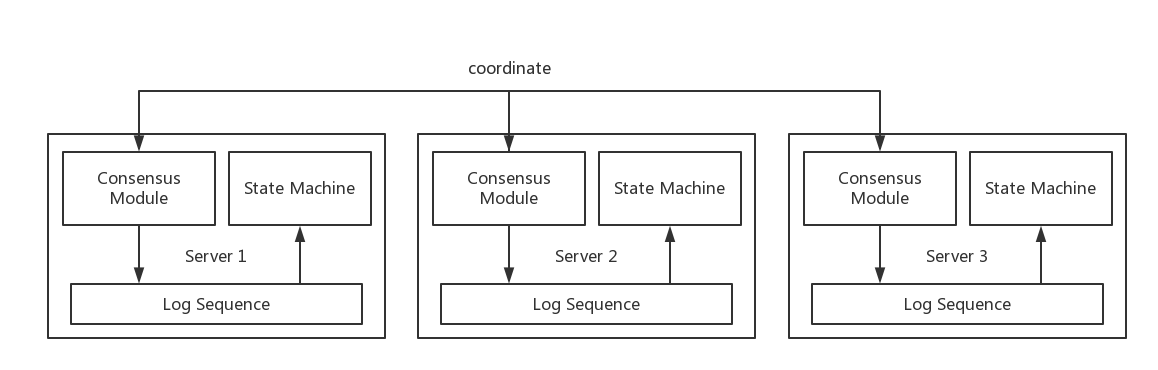 coordinate
Consensus
Module
State Machine
Server 1
Log Sequence
Consensus
Module
State Machine
Server 2
Log Sequence
Consensus
Module
State Machine
Server 3
Log Sequence